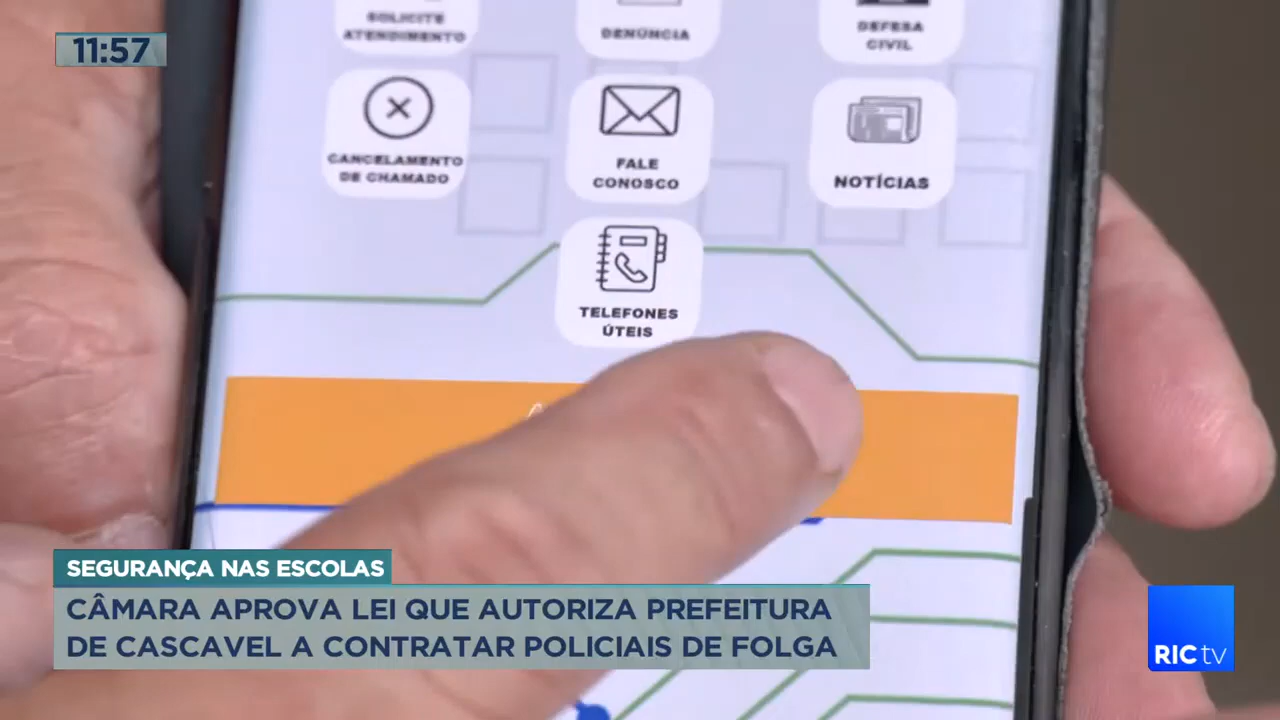 11:57
SOLICITE
ATENDIMENTO
DENÚNCIA
DEFESA
CIVIL
CANCELAMENTO
DE CHAMADO
FALE
CONOSCO
NOTÍCIAS
TELEFONES
ÚTEIS
SEGURANÇA NAS ESCOLAS
CÂMARA APROVA LEI QUE AUTORIZA PREFEITURA
DE CASCAVEL A CONTRATAR POLICIAIS DE FOLGA
RIC tv